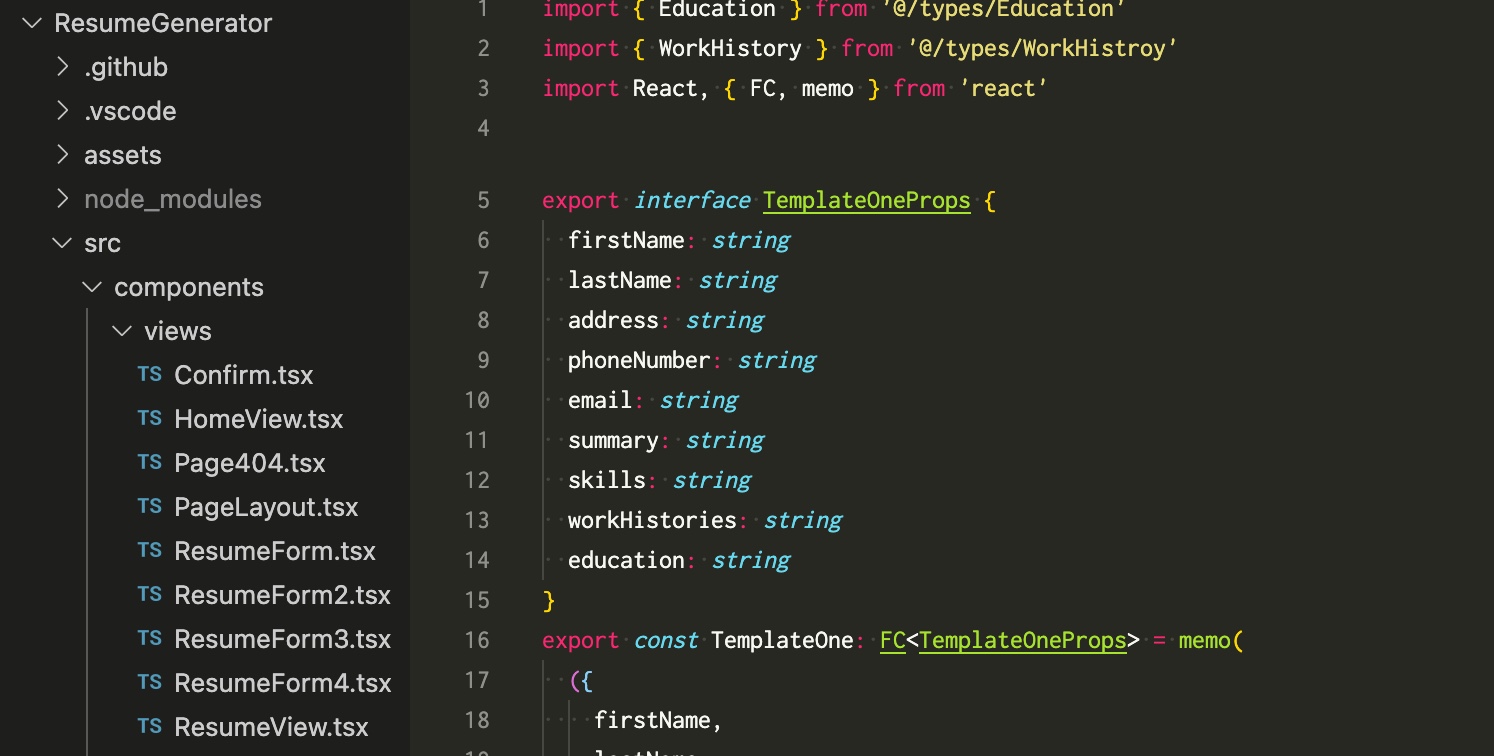 ResumeGenerator
.github
.vscode
assets
node_modules
src
components
views
TS Confirm.tsx
TS HomeView.tsx
TS Page404.tsx
TS PageLayout.tsx
TS ResumeForm.tsx
TS ResumeForm2.tsx
TS ResumeForm3.tsx
TS ResumeForm4.tsx
TS ResumeView.tsx
1 import { Education } from '@/types/Education'
2 import { WorkHistory } from '@/types/WorkHistroy'
3 import React, { FC, memo } from 'react'
4
5 export interface TemplateOneProps {
6 firstName: string
7 lastName: string
8 address: string
9 phoneNumber: string
10 email: string
11 summary: string
12 skills: string
13 workHistories: string
14 education: string
15 }
16 export const TemplateOne: FC<TemplateOneProps> = memo(
17 ({
18 firstName,
19 lastName